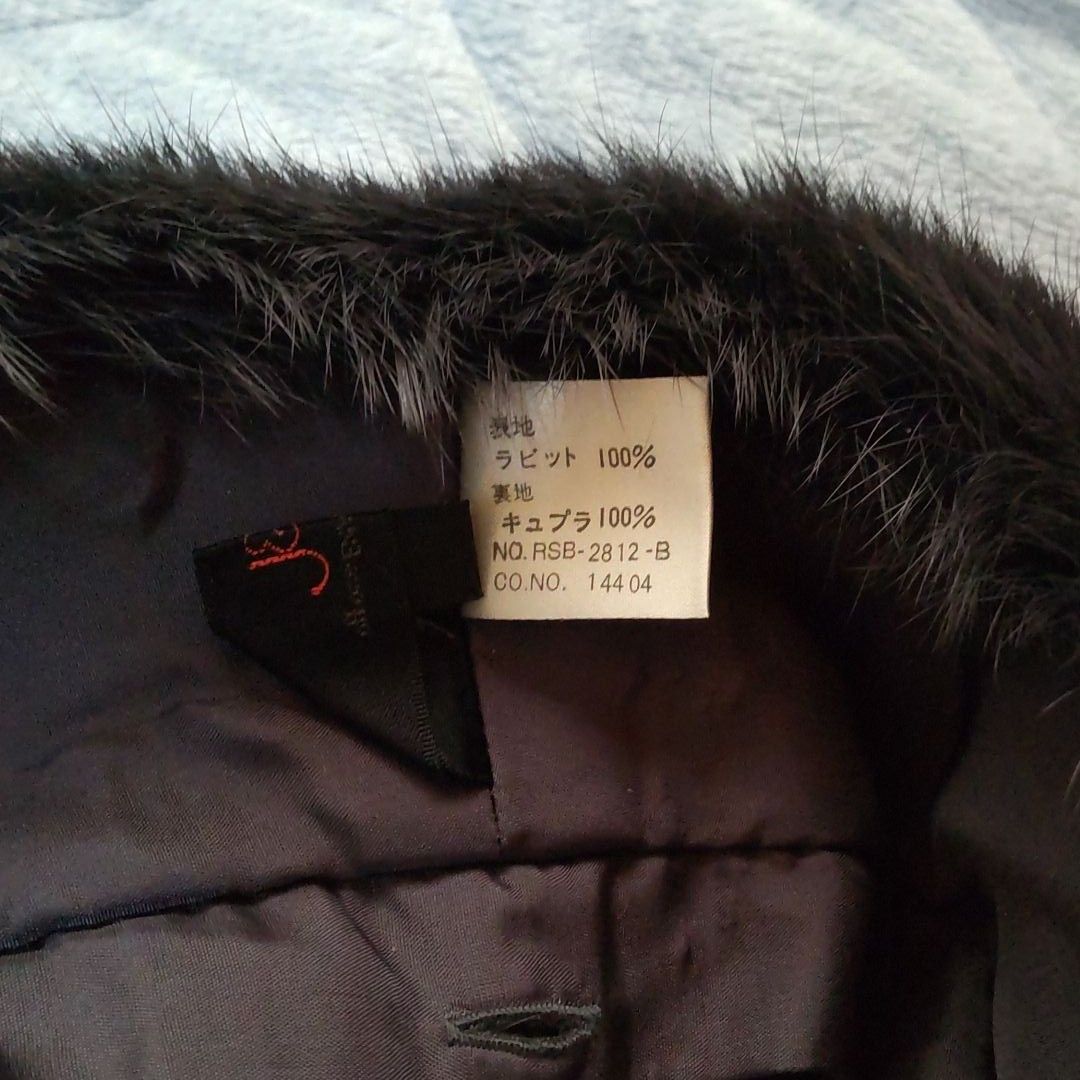 表地
ラビット 100%
裏地
キュプラ 100%
NO. RSB-2812-B
CO.NO. 14404